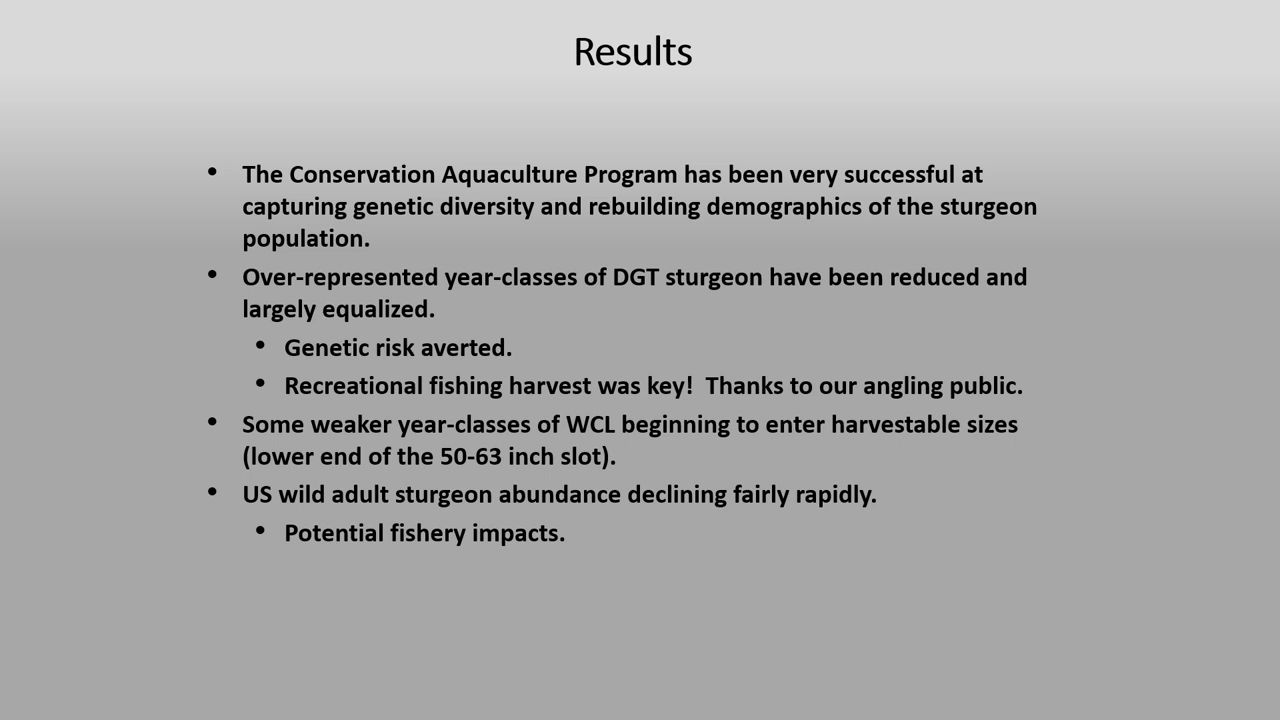 Results
• The Conservation Aquaculture Program has been very successful at
capturing genetic diversity and rebuilding demographics of the sturgeon
population.
• Over-represented year-classes of DGT sturgeon have been reduced and
largely equalized.
• Genetic risk averted.
• Recreational fishing harvest was key!  Thanks to our angling public.
• Some weaker year-classes of WCL beginning to enter harvestable sizes
(lower end of the 50-63 inch slot).
• US wild adult sturgeon abundance declining fairly rapidly.
• Potential fishery impacts.